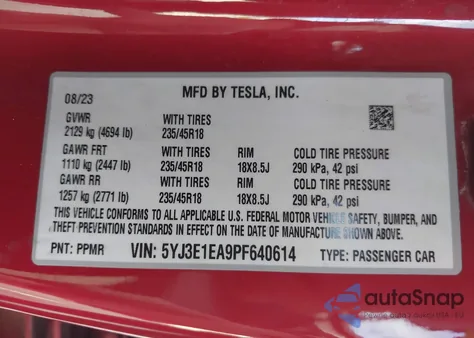 MFD BY TESLA, INC.
08/23
GVWR WITH TIRES
2129 kg (4694 lb) 235/45R18
GAWR FRT WITH TIRES RIM COLD TIRE PRESSURE
1110 kg (2447 lb) 235/45R18 18X8.5J 290 kPa, 42 psi
GAWR RR WITH TIRES RIM COLD TIRE PRESSURE
1257 kg (2771 lb) 235/45R18 18X8.5J 290 kPa, 42 psi
THIS VEHICLE CONFORMS TO ALL APPLICABLE U.S. FEDERAL MOTOR VEHICLE SAFETY, BUMPER, AND
THEFT PREVENTION STANDARDS IN EFFECT ON THE DATE OF MANUFACTURE SHOWN ABOVE.
PNT: PPMR VIN: 5YJ3E1EA9PF640614 TYPE: PASSENGER CAR
autoSnap